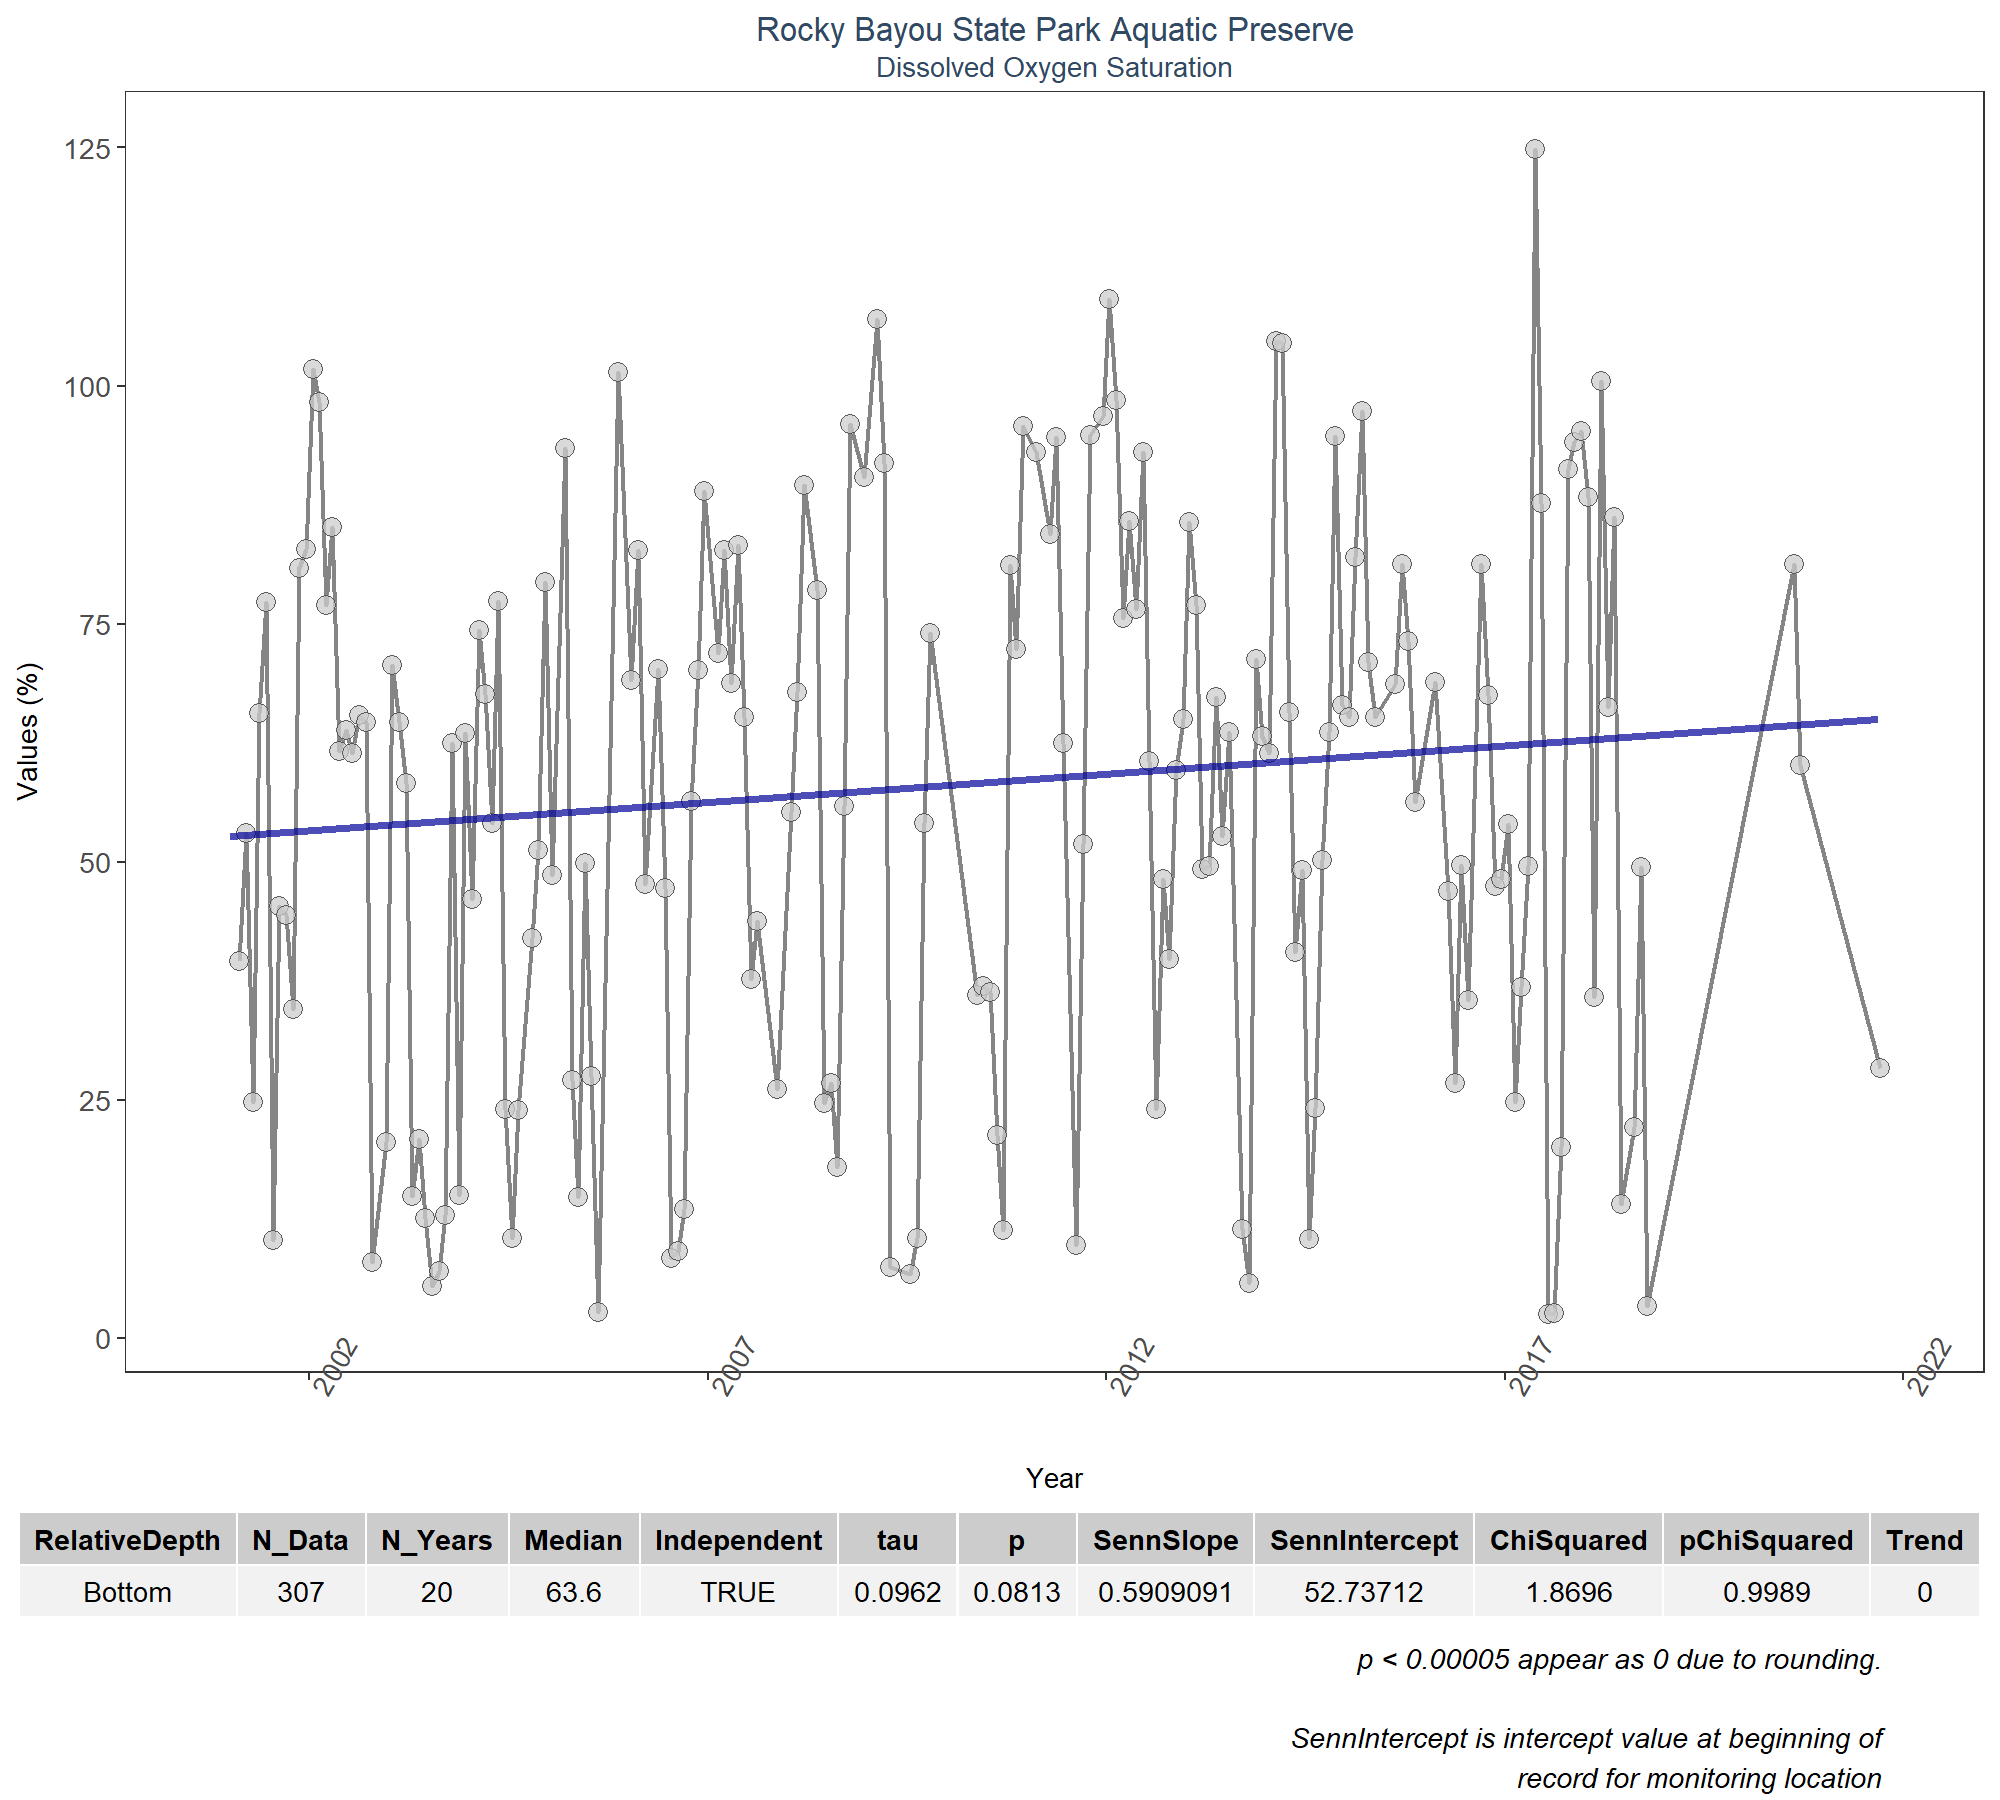 Rocky Bayou State Park Aquatic Preserve
Dissolved Oxygen Saturation
Values (%)
125
100
75
50
25
0
2002
2007
2012
2017
2022
Year
RelativeDepth N_Data N_Years Median Independent tau p SennSlope SennIntercept ChiSquared pChiSquared Trend
Bottom 307 20 63.6 TRUE 0.0962 0.0813 0.5909091 52.73712 1.8696 0.9989 0
p < 0.00005 appear as 0 due to rounding.
SennIntercept is intercept value at beginning of
record for monitoring location